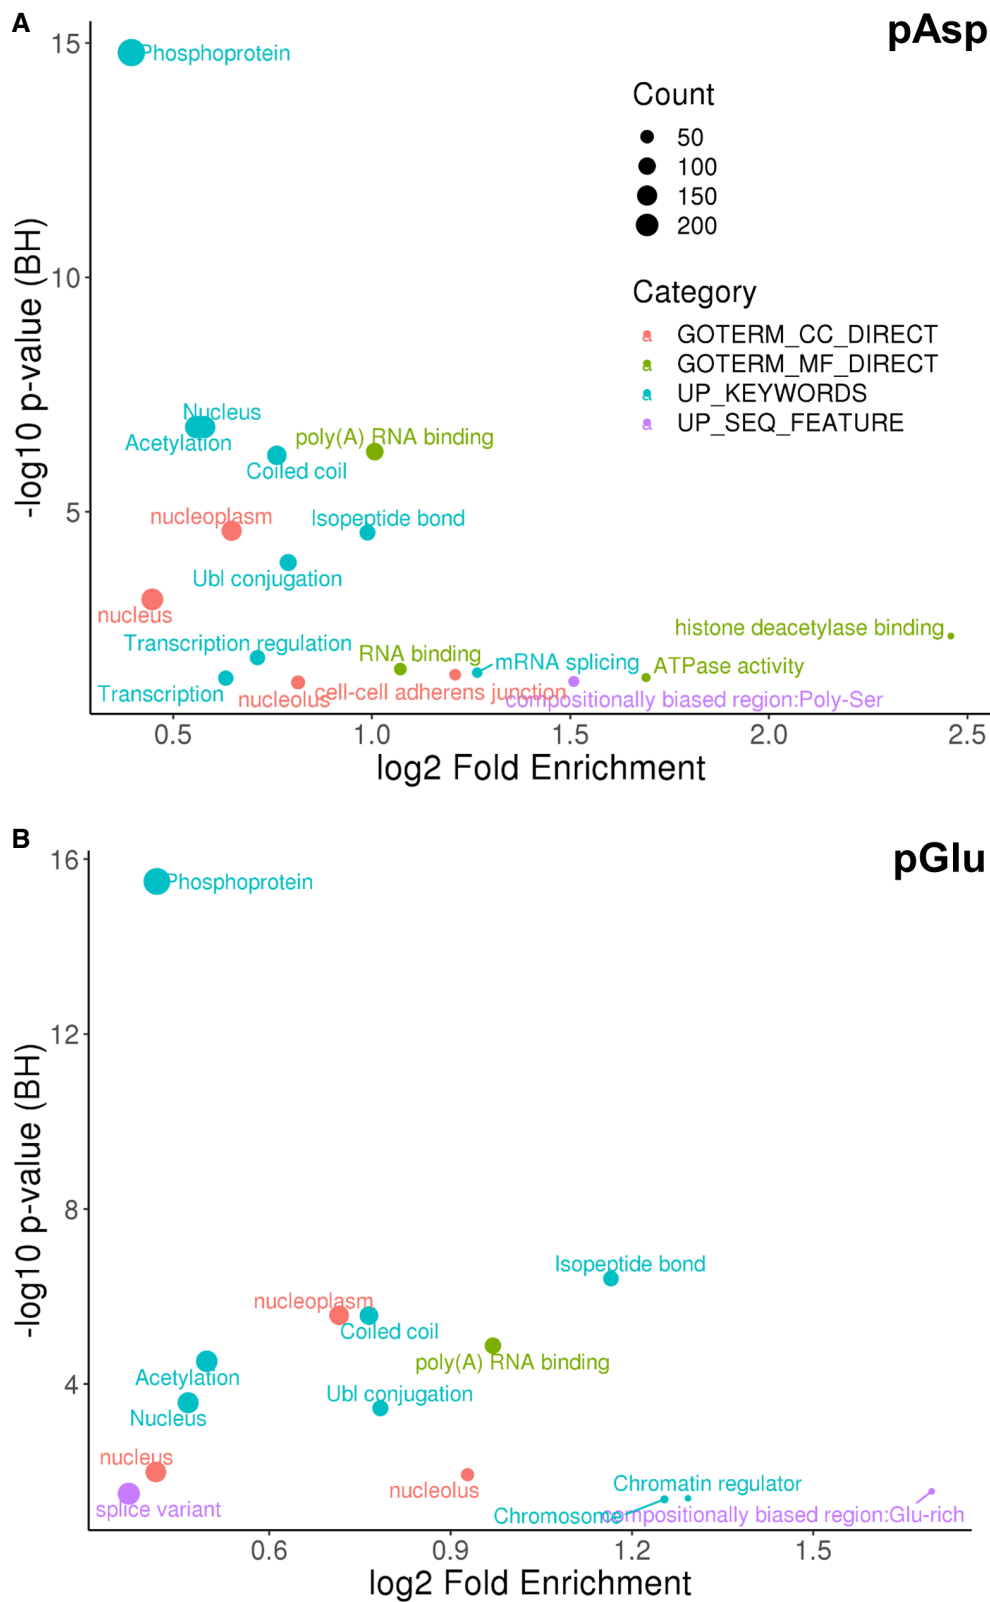 A
pAsp
15
Phosphoprotein
Count
50
100
150
200
10
-log10 p-value (BH)
Category
a GOTERM_CC_DIRECT
a GOTERM_MF_DIRECT
a UP_KEYWORDS
a UP_SEQ_FEATURE
Nucleus
Acetylation
poly(A) RNA binding
Coiled coil
5
nucleoplasm
Isopeptide bond
Ubl conjugation
nucleus
histone deacetylase binding
Transcription regulation
RNA binding
mRNA splicing
ATPase activity
Transcription
nucleolus
cell-cell adherens junction
compositionally biased region:Poly-Ser
0.5 1.0 1.5 2.0 2.5
log2 Fold Enrichment
B
pGlu
16
Phosphoprotein
12
-log10 p-value (BH)
8
Isopeptide bond
nucleoplasm
Coiled coil
poly(A) RNA binding
4
Acetylation
Ubl conjugation
Nucleus
nucleus
nucleolus
Chromatin regulator
splice variant
Chromosome
compositionally biased region:Glu-rich
0.6 0.9 1.2 1.5
log2 Fold Enrichment